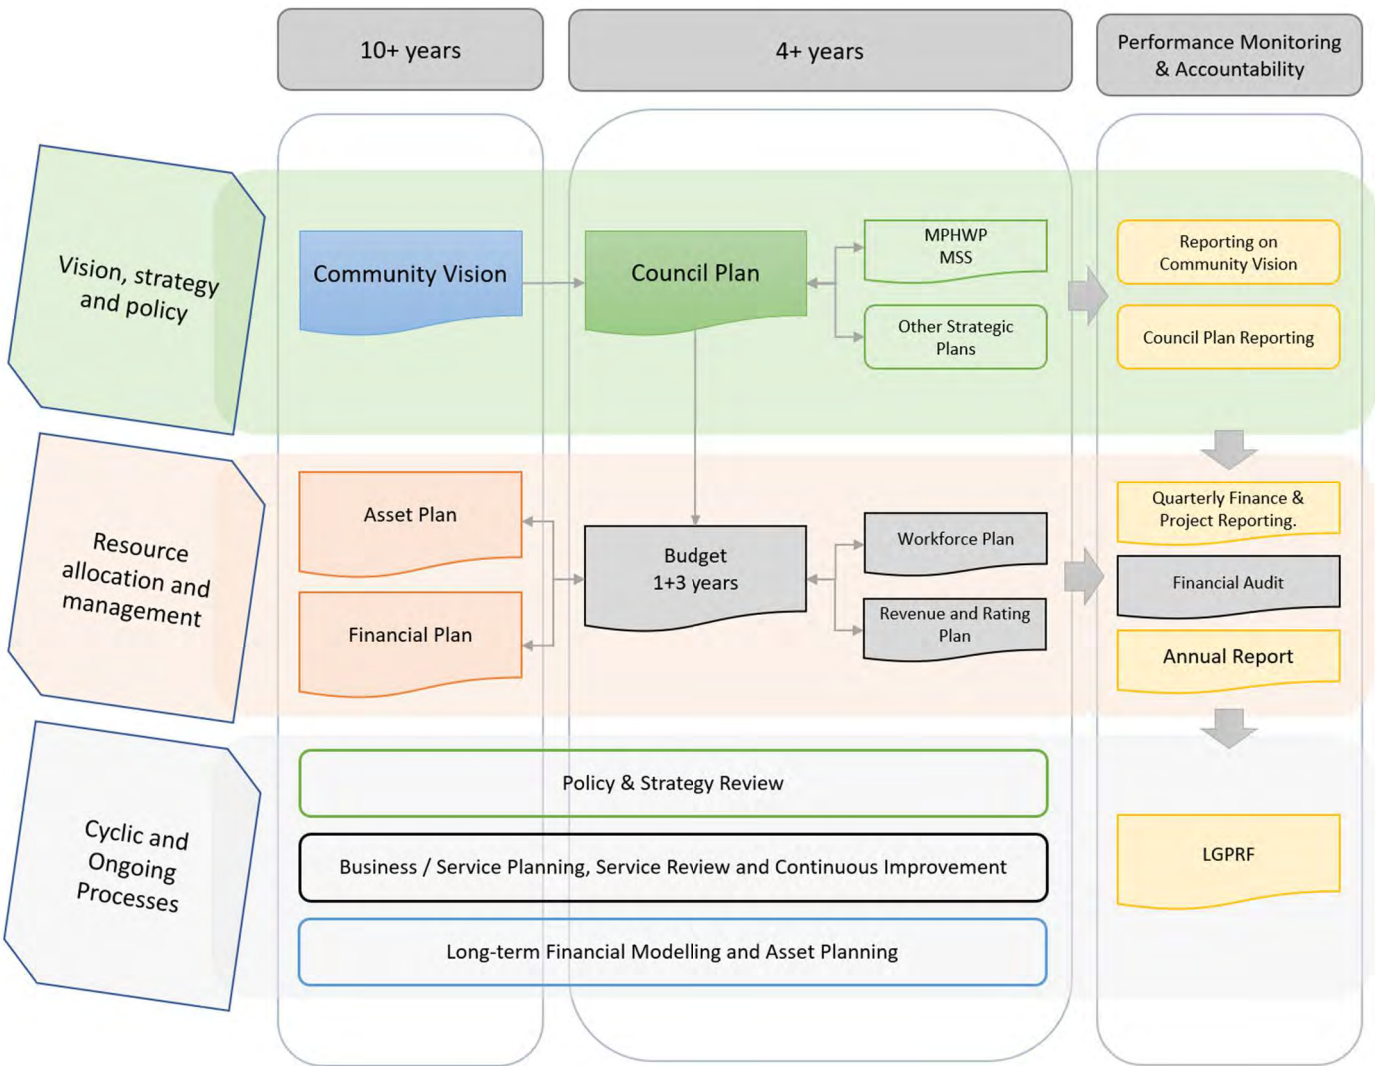 10+ years
4+ years
Performance Monitoring
& Accountability
Vision, strategy
and policy
Community Vision
Council Plan
MPHWP
MSS
Other Strategic
Plans
Reporting on
Community Vision
Council Plan Reporting
Resource
allocation and
management
Asset Plan
Financial Plan
Budget
1+3 years
Workforce Plan
Revenue and Rating
Plan
Quarterly Finance &
Project Reporting.
Financial Audit
Annual Report
Cyclic and
Ongoing
Processes
Policy & Strategy Review
Business / Service Planning, Service Review and Continuous Improvement
Long-term Financial Modelling and Asset Planning
LGPRF